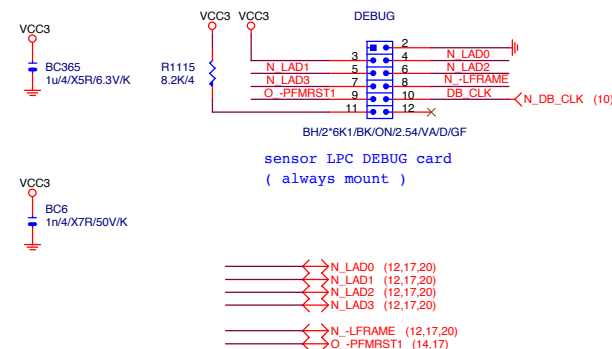 VCC3 VCC3 DEBUG
VCC3
2
3 4 N_LAD0
N_LAD1 5 6 N_LAD2
N_LAD3 7 8 N_-LFRAME
O_-PFMRST1 9 10 DB_CLK N_DB_CLK (10)
11 12
BC365
1u/4/X5R/6.3V/K
R1115
8.2K/4
BH/2*6K1/BK/ON/2.54/VA/D/GF
sensor LPC DEBUG card
( always mount )
VCC3
BC6
1n/4/X7R/50V/K
N_LAD0 (12,17,20)
N_LAD1 (12,17,20)
N_LAD2 (12,17,20)
N_LAD3 (12,17,20)
N_-LFRAME (12,17,20)
O_-PFMRST1 (14,17)